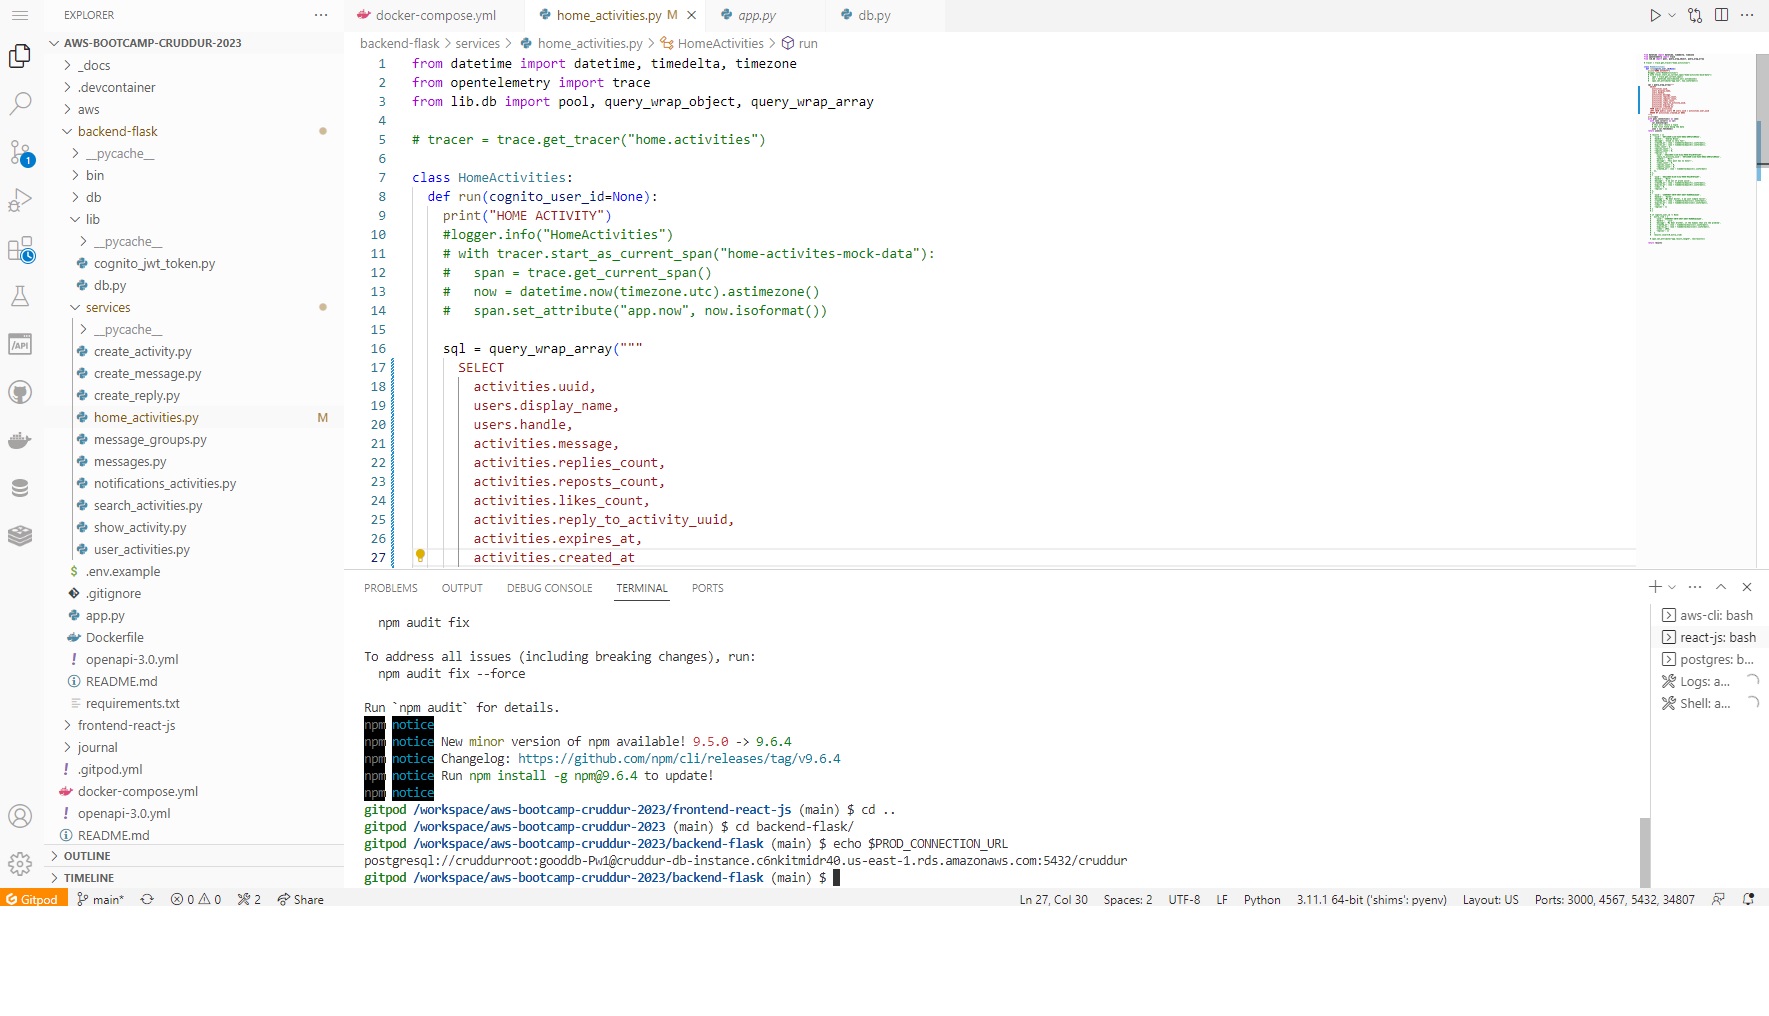 EXPLORER
AWS-BOOTCAMP-CRUDDUR-2023
_docs
.devcontainer
aws
backend-flask
__pycache__
bin
db
lib
__pycache__
cognito_jwt_token.py
db.py
services
__pycache__
create_activity.py
create_message.py
create_reply.py
home_activities.py M
message_groups.py
messages.py
notifications_activities.py
search_activities.py
show_activity.py
user_activities.py
.env.example
.gitignore
app.py
Dockerfile
openapi-3.0.yml
README.md
requirements.txt
frontend-react-js
journal
.gitpod.yml
docker-compose.yml
openapi-3.0.yml
README.md
OUTLINE
TIMELINE
docker-compose.yml home_activities.py M app.py db.py
backend-flask > services > home_activities.py > HomeActivities > run
1 from datetime import datetime, timedelta, timezone
2 from opentelemetry import trace
3 from lib.db import pool, query_wrap_object, query_wrap_array
4
5 # tracer = trace.get_tracer("home.activities")
6
7 class HomeActivities:
8 def run(cognito_user_id=None):
9 print("HOME ACTIVITY")
10 #logger.info("HomeActivities")
11 # with tracer.start_as_current_span("home-activites-mock-data"):
12 # span = trace.get_current_span()
13 # now = datetime.now(timezone.utc).astimezone()
14 # span.set_attribute("app.now", now.isoformat())
15
16 sql = query_wrap_array("""
17 SELECT
18 activities.uuid,
19 users.display_name,
20 users.handle,
21 activities.message,
22 activities.replies_count,
23 activities.reposts_count,
24 activities.likes_count,
25 activities.reply_to_activity_uuid,
26 activities.expires_at,
27 activities.created_at
PROBLEMS OUTPUT DEBUG CONSOLE TERMINAL PORTS
npm audit fix
To address all issues (including breaking changes), run:
npm audit fix --force
Run `npm audit` for details.
npm notice
npm notice New minor version of npm available! 9.5.0 -> 9.6.4
npm notice Changelog: https://github.com/npm/cli/releases/tag/v9.6.4
npm notice Run npm install -g npm@9.6.4 to update!
npm notice
gitpod /workspace/aws-bootcamp-cruddur-2023/frontend-react-js (main) $ cd ..
gitpod /workspace/aws-bootcamp-cruddur-2023 (main) $ cd backend-flask/
gitpod /workspace/aws-bootcamp-cruddur-2023/backend-flask (main) $ echo $PROD_CONNECTION_URL
postgresql://cruddurroot:gooddb-Pw1@cruddur-db-instance.c6nkitmidr40.us-east-1.rds.amazonaws.com:5432/cruddur
gitpod /workspace/aws-bootcamp-cruddur-2023/backend-flask (main) $
aws-cli: bash
react-js: bash
postgres: b...
Logs: a...
Shell: a...
1
/API
Gitpod main* 0 0 2 Share Ln 27, Col 30 Spaces: 2 UTF-8 LF Python 3.11.1 64-bit ('shims': pyenv) Layout: US Ports: 3000, 4567, 5432, 34807